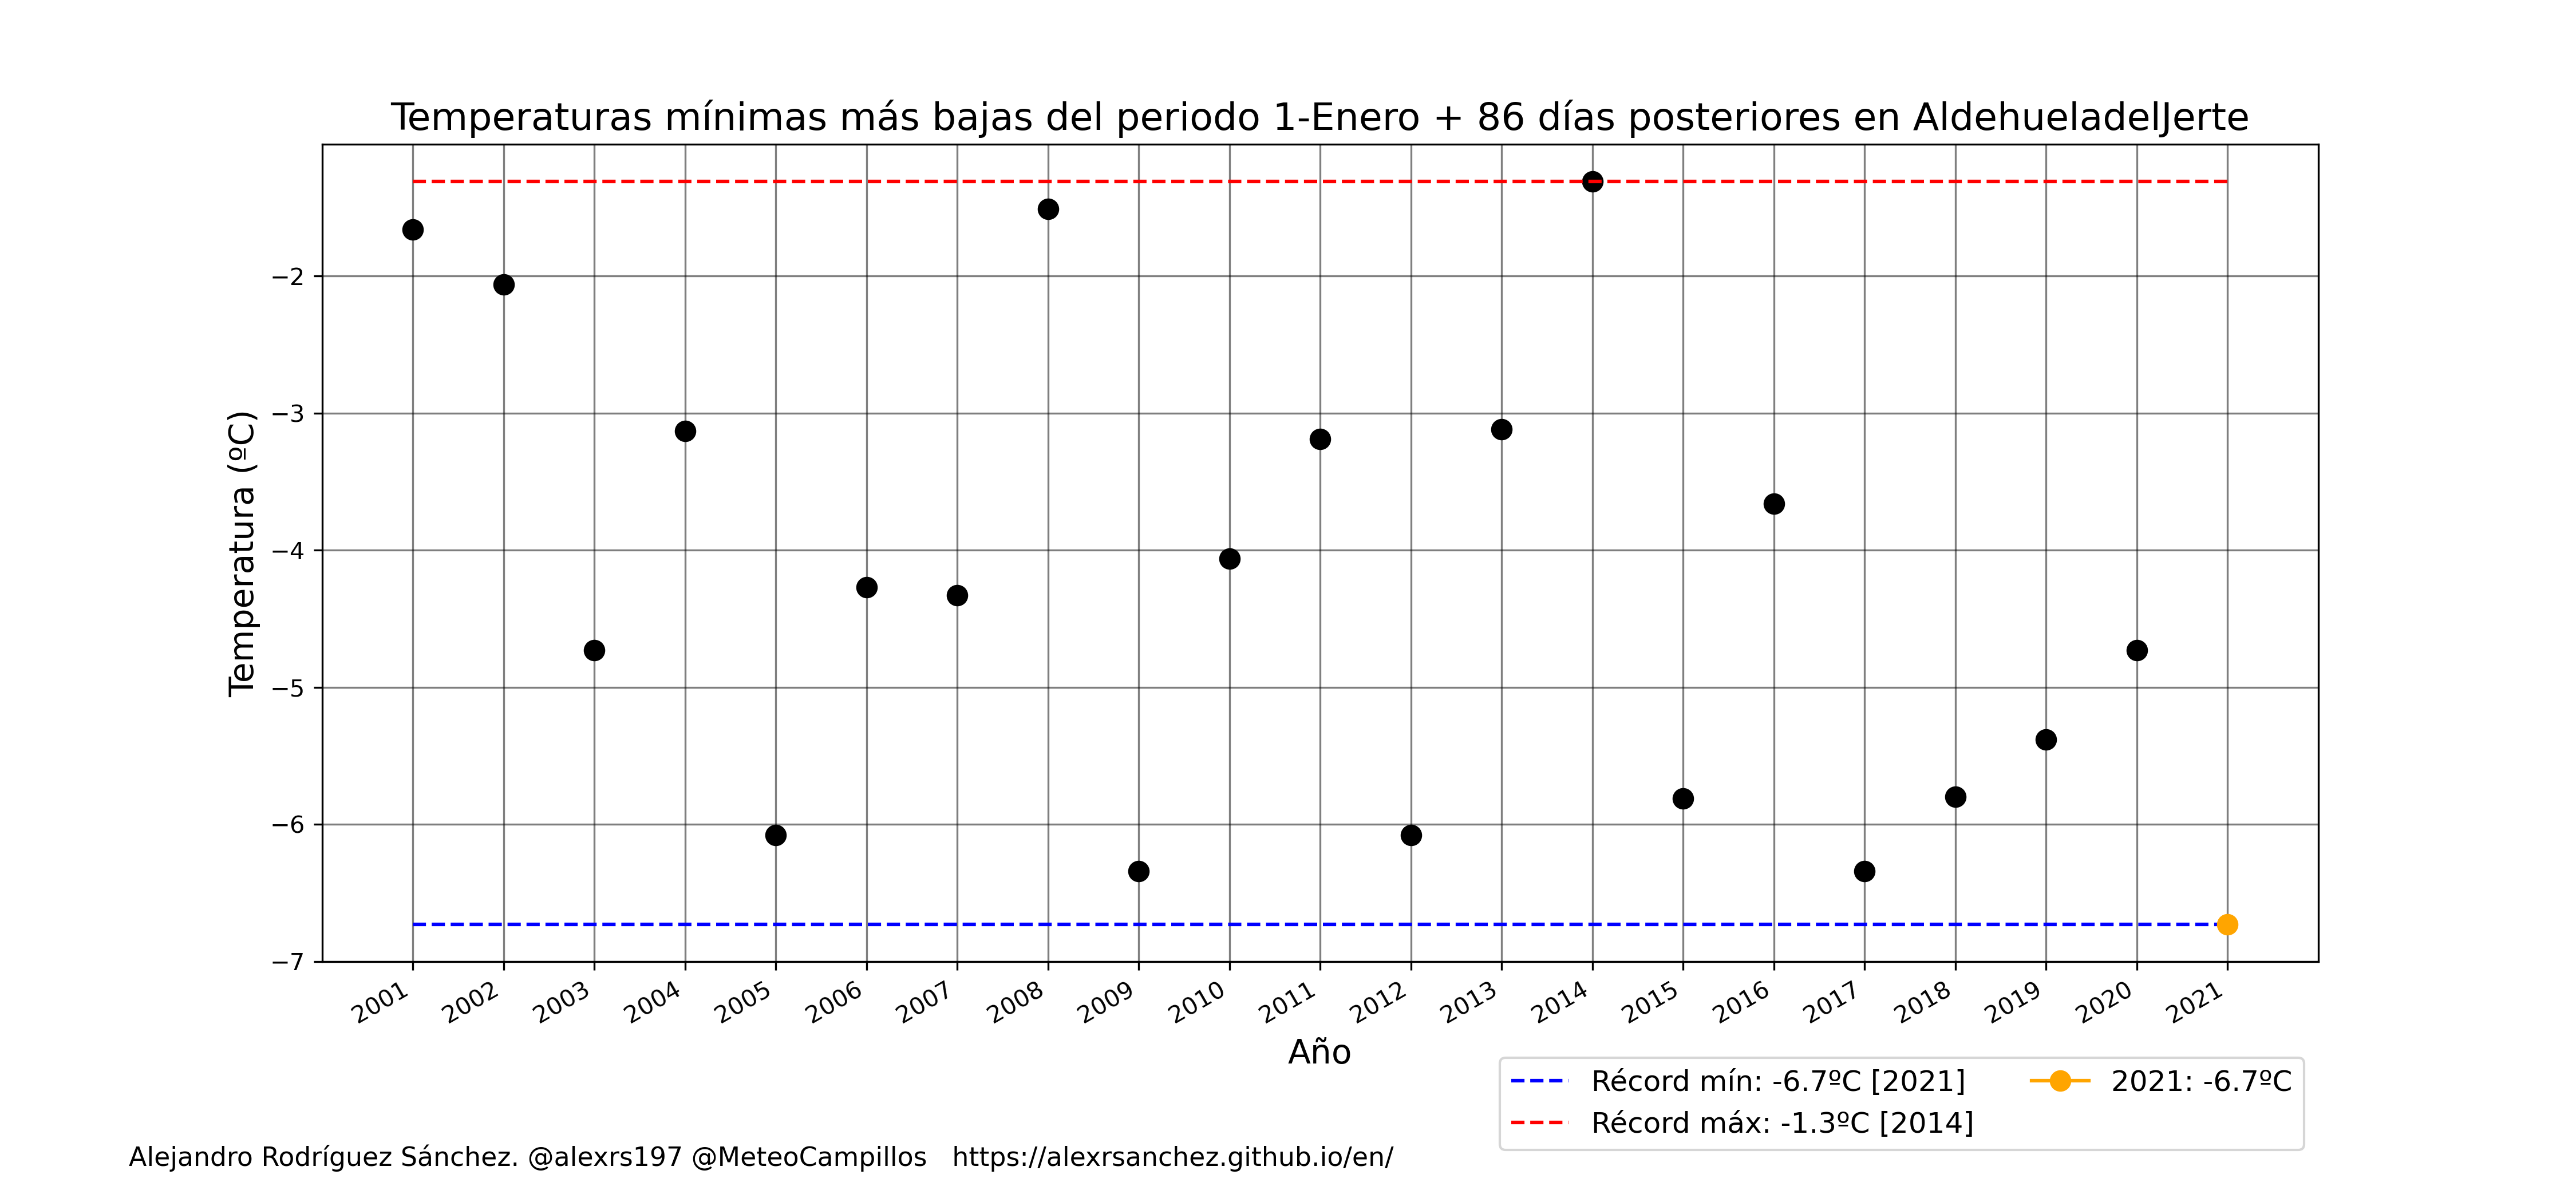 Temperaturas mínimas más bajas del periodo 1-Enero + 86 días posteriores en AldehueladelJerte
Temperatura (ºC)
−2
−3
−4
−5
−6
−7
2001 2002 2003 2004 2005 2006 2007 2008 2009 2010 2011 2012 2013 2014 2015 2016 2017 2018 2019 2020 2021
Año
Récord mín: -6.7ºC [2021]
Récord máx: -1.3ºC [2014]
2021: -6.7ºC
Alejandro Rodríguez Sánchez. @alexrs197 @MeteoCampillos https://alexrsanchez.github.io/en/